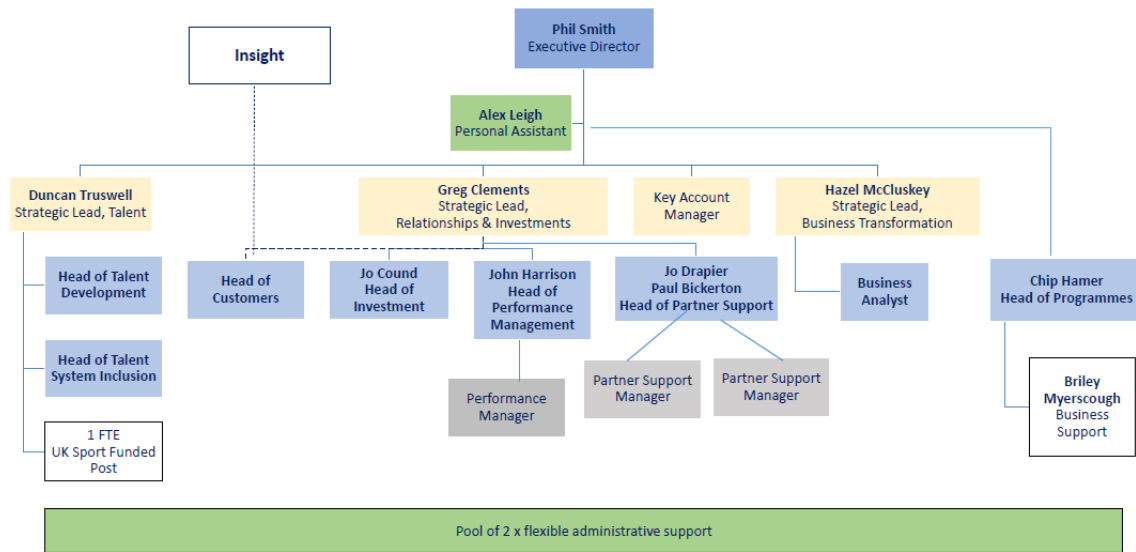 Phil Smith
Executive Director
Insight
Alex Leigh
Personal Assistant
Duncan Truswell
Strategic Lead, Talent
Greg Clements
Strategic Lead,
Relationships & Investments
Key Account
Manager
Hazel McCluskey
Strategic Lead,
Business Transformation
Head of Talent
Development
Head of
Customers
Jo Cound
Head of
Investment
John Harrison
Head of
Performance
Management
Jo Drapier
Paul Bickerton
Head of Partner Support
Business
Analyst
Chip Hamer
Head of Programmes
Head of Talent
System Inclusion
Performance
Manager
Partner Support
Manager
Partner Support
Manager
Briley
Myerscough
Business
Support
1 FTE
UK Sport Funded
Post
Pool of 2 x flexible administrative support